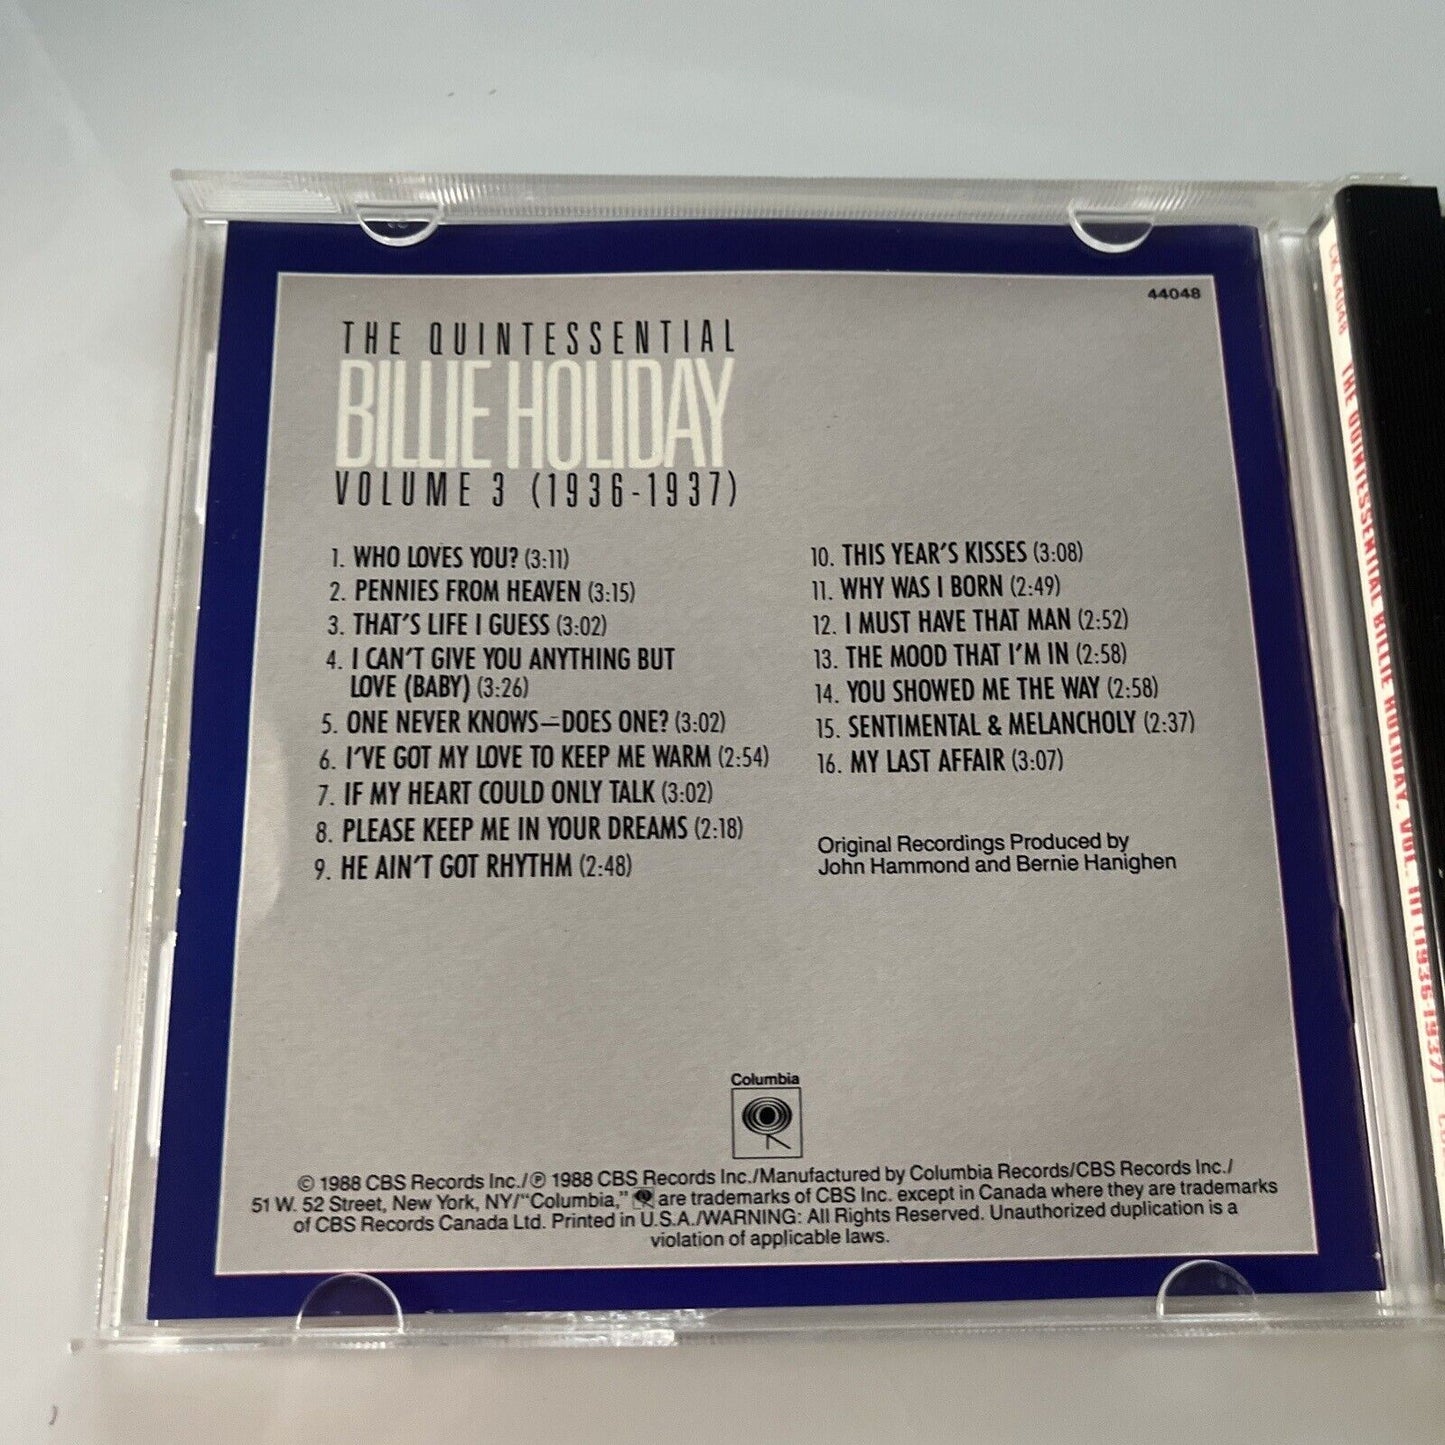 44048
THE QUINTESSENTIAL
BILLIE HOLIDAY
VOLUME 3 (1936-1937)
1. WHO LOVES YOU? (3:11)
2. PENNIES FROM HEAVEN (3:15)
3. THAT'S LIFE I GUESS (3:02)
4. I CAN'T GIVE YOU ANYTHING BUT
LOVE (BABY) (3:26)
5. ONE NEVER KNOWS—DOES ONE? (3:02)
6. I'VE GOT MY LOVE TO KEEP ME WARM (2:54)
7. IF MY HEART COULD ONLY TALK (3:02)
8. PLEASE KEEP ME IN YOUR DREAMS (2:18)
9. HE AIN'T GOT RHYTHM (2:48)
10. THIS YEAR'S KISSES (3:08)
11. WHY WAS I BORN (2:49)
12. I MUST HAVE THAT MAN (2:52)
13. THE MOOD THAT I'M IN (2:58)
14. YOU SHOWED ME THE WAY (2:58)
15. SENTIMENTAL & MELANCHOLY (2:37)
16. MY LAST AFFAIR (3:07)
Original Recordings Produced by
John Hammond and Bernie Hanighen
Columbia
© 1988 CBS Records Inc./℗ 1988 CBS Records Inc./Manufactured by Columbia Records/CBS Records Inc./
51 W. 52 Street, New York, NY/"Columbia," are trademarks of CBS Inc. except in Canada where they are trademarks
of CBS Records Canada Ltd. Printed in U.S.A./WARNING: All Rights Reserved. Unauthorized duplication is a
violation of applicable laws.
CK 44048 THE QUINTESSENTIAL BILLIE HOLIDAY, VOL. III (1936-1937)